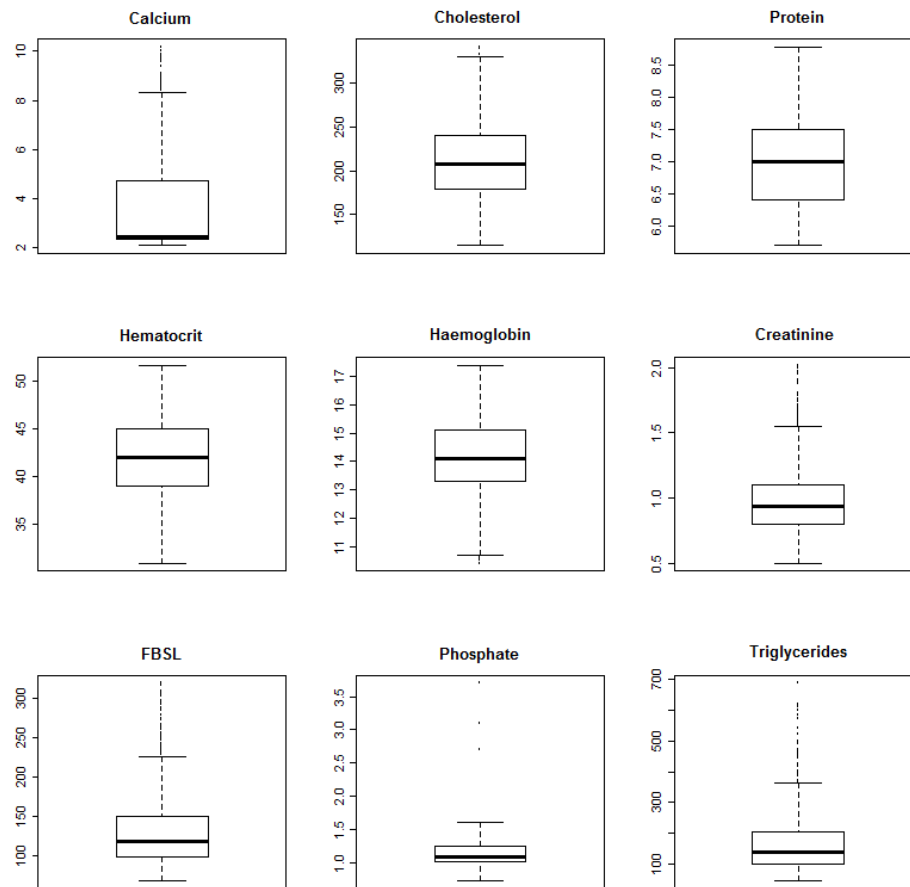 Calcium
2 4 6 8 10
Cholesterol
150 200 250 300
Protein
6.0 6.5 7.0 7.5 8.0 8.5
Hematocrit
35 40 45 50
Haemoglobin
11 12 13 14 15 16 17
Creatinine
0.5 1.0 1.5 2.0
FBSL
100 150 200 250 300
Phosphate
1.0 1.5 2.0 2.5 3.0 3.5
Triglycerides
100 300 500 700